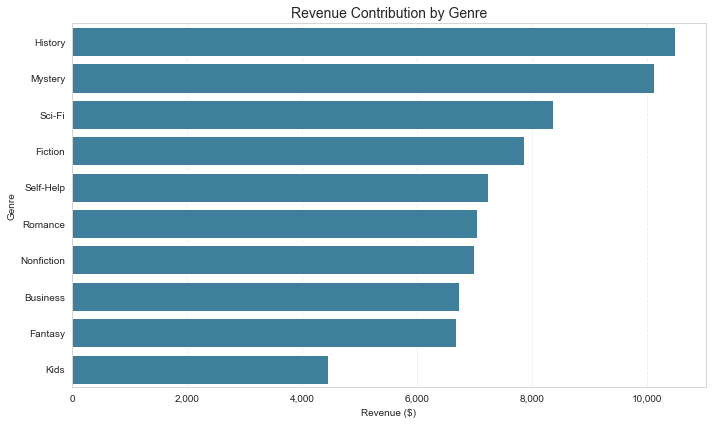 Revenue Contribution by Genre
Genre
History
Mystery
Sci-Fi
Fiction
Self-Help
Romance
Nonfiction
Business
Fantasy
Kids
0 2,000 4,000 6,000 8,000 10,000
Revenue ($)